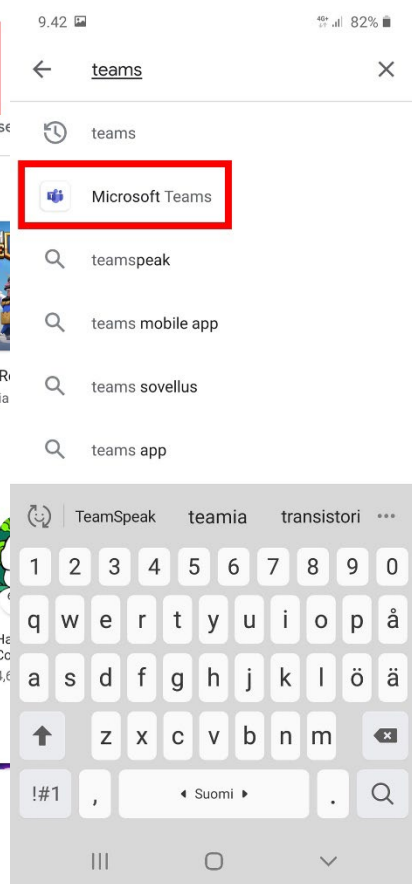 9.42 4G+ 82%
teams
teams
Microsoft Teams
teamspeak
teams mobile app
teams sovellus
teams app
TeamSpeak teamia transistori
1 2 3 4 5 6 7 8 9 0
q w e r t y u i o p å
a s d f g h j k l ö ä
z x c v b n m
!#1 , Suomi .